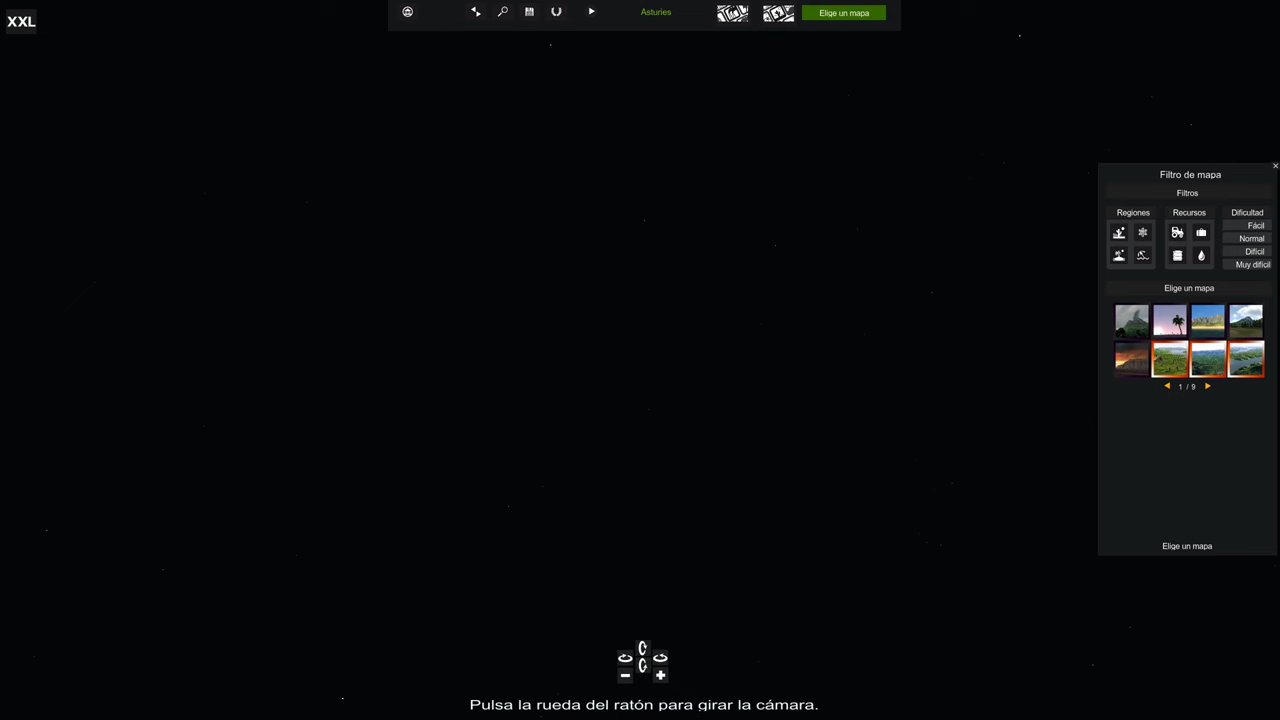 XXL
Asturies
Elige un mapa
Filtro de mapa
Filtros
Regiones
Recursos
Dificultad
Fácil
Normal
Difícil
Muy difícil
Elige un mapa
1 / 9
Elige un mapa
Pulsa la rueda del ratón para girar la cámara.